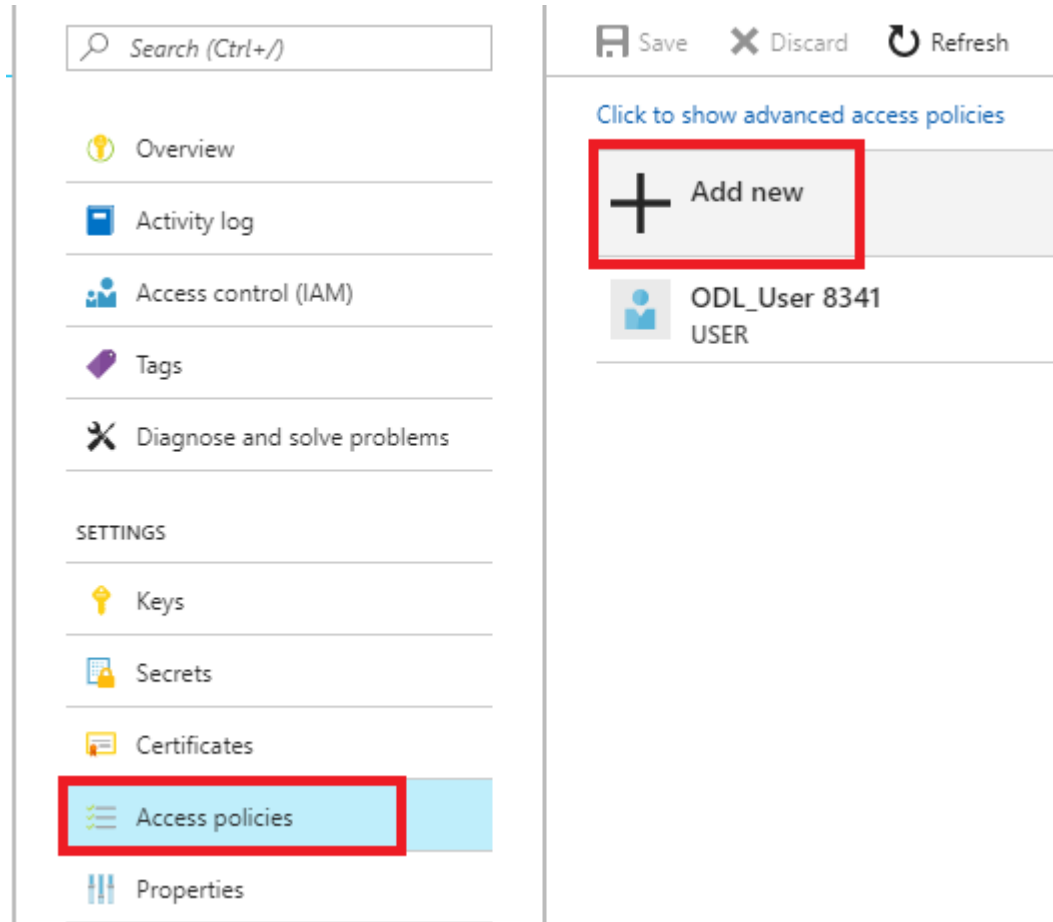 Search (Ctrl+/)
Overview
Activity log
Access control (IAM)
Tags
Diagnose and solve problems
SETTINGS
Keys
Secrets
Certificates
Access policies
Properties
Save Discard Refresh
Click to show advanced access policies
Add new
ODL_User 8341
USER